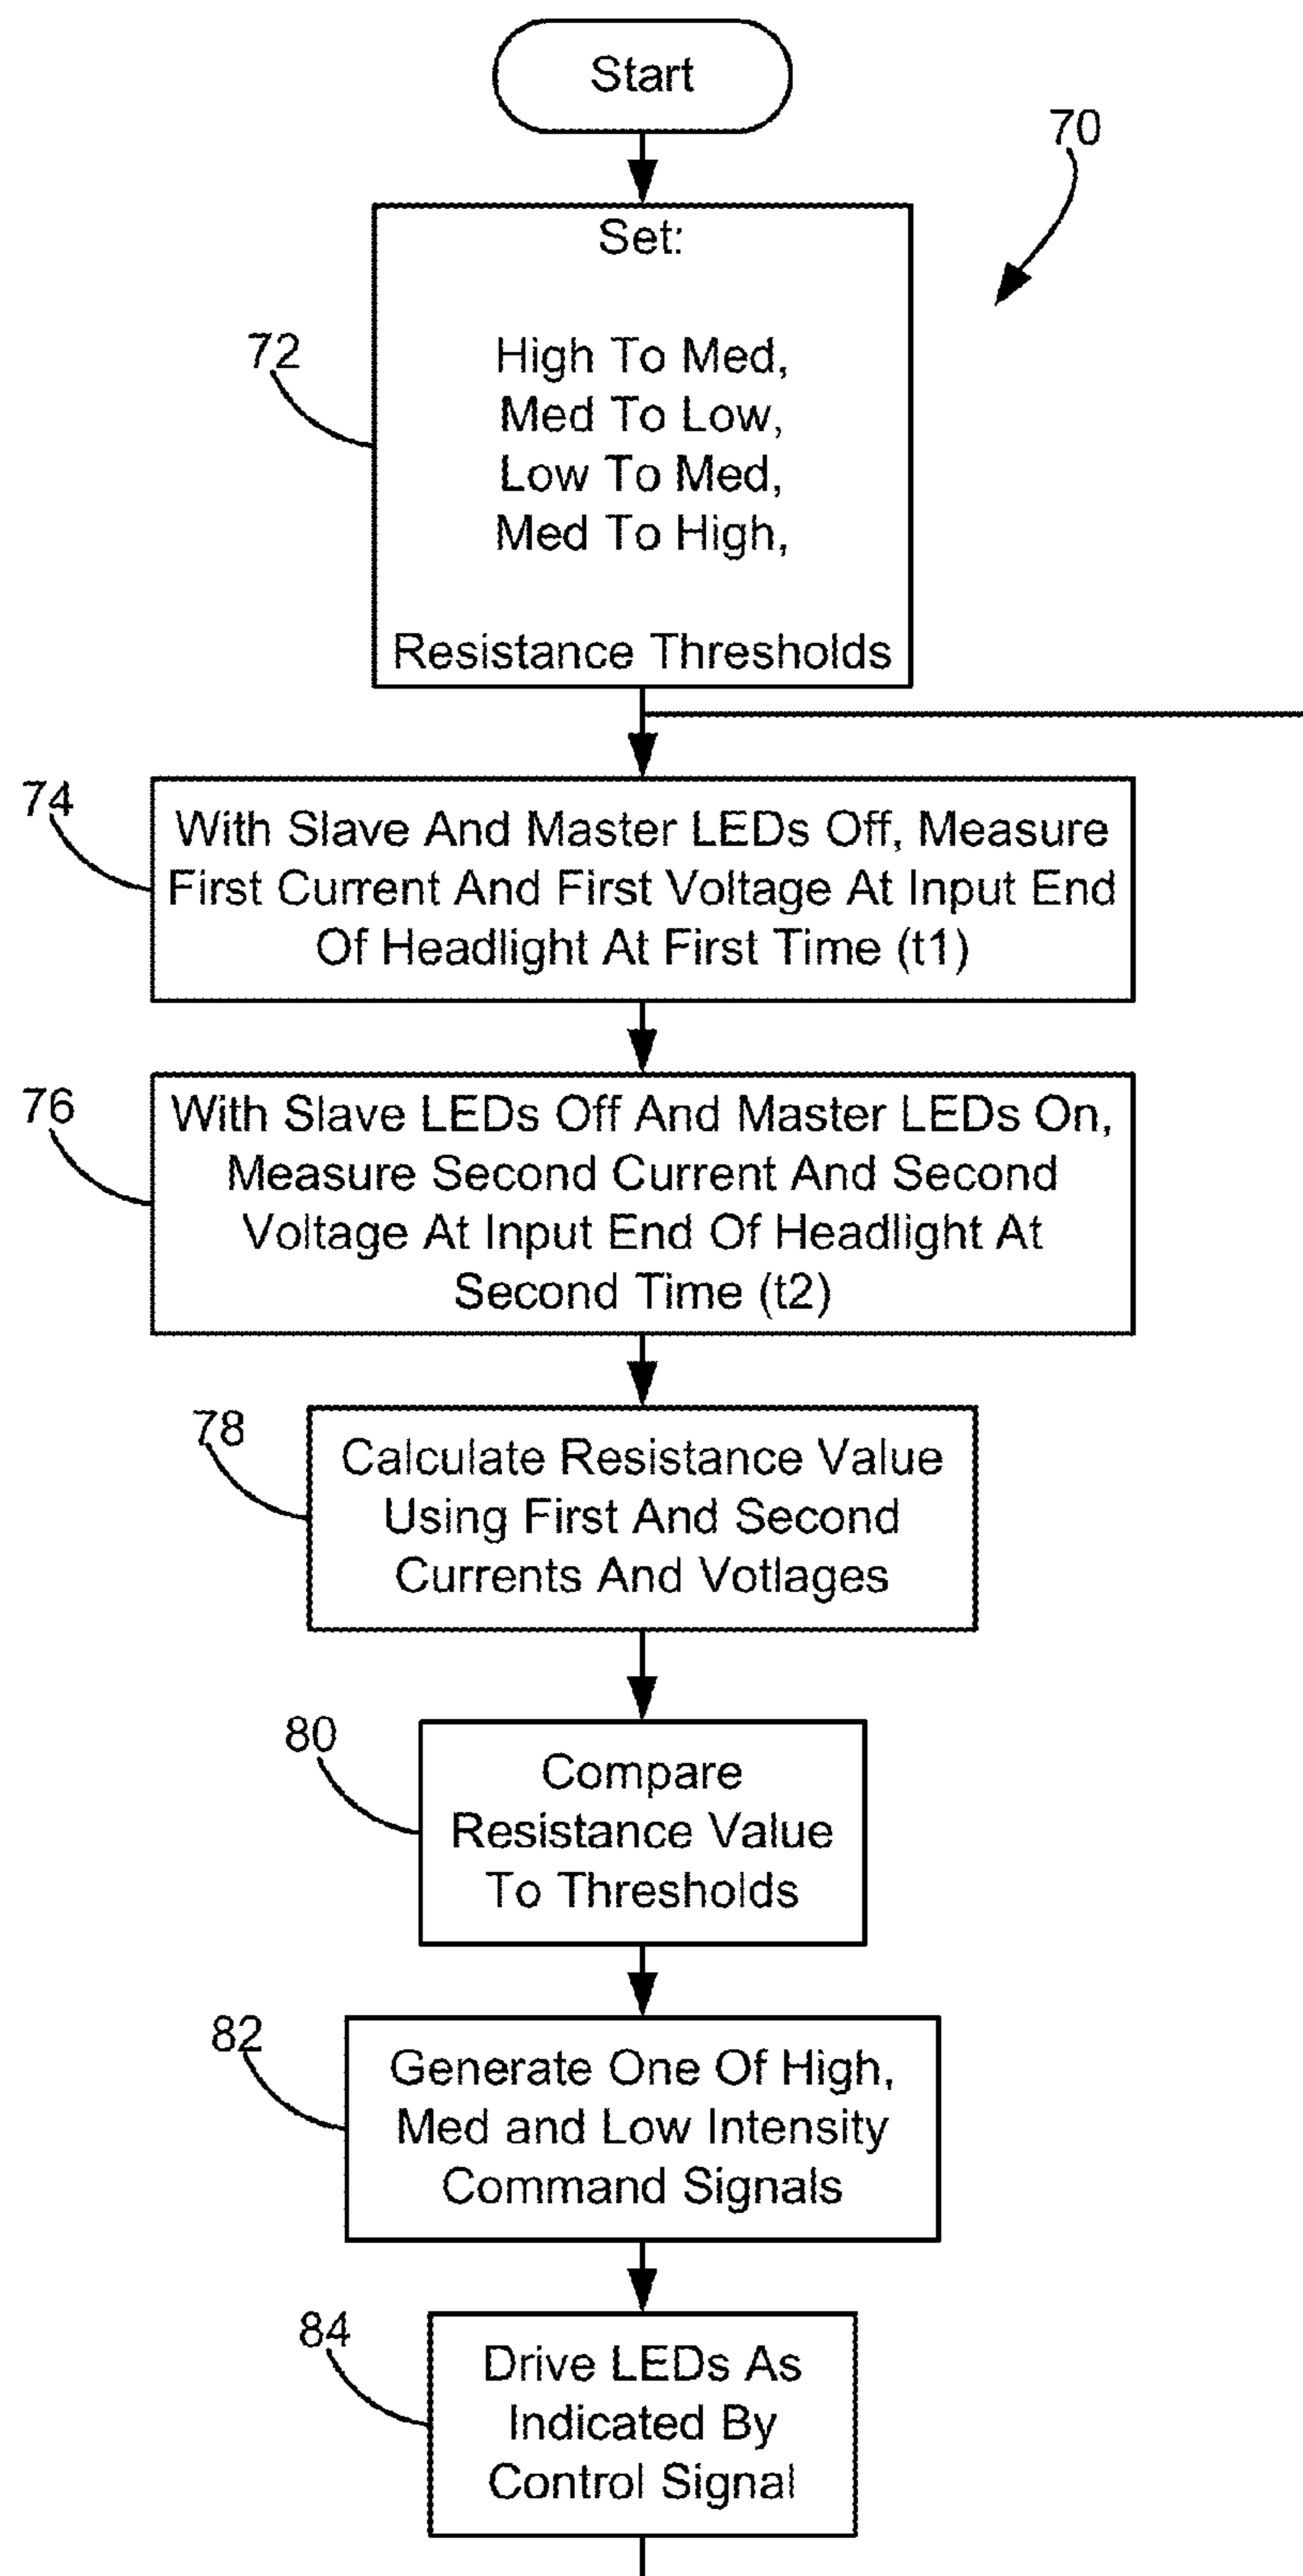 Start
70
Set:
72
High To Med,
Med To Low,
Low To Med,
Med To High,
Resistance Thresholds
74
With Slave And Master LEDs Off, Measure
First Current And First Voltage At Input End
Of Headlight At First Time (t1)
76
With Slave LEDs Off And Master LEDs On,
Measure Second Current And Second
Voltage At Input End Of Headlight At
Second Time (t2)
78
Calculate Resistance Value
Using First And Second
Currents And Votlages
80
Compare
Resistance Value
To Thresholds
82
Generate One Of High,
Med and Low Intensity
Command Signals
84
Drive LEDs As
Indicated By
Control Signal